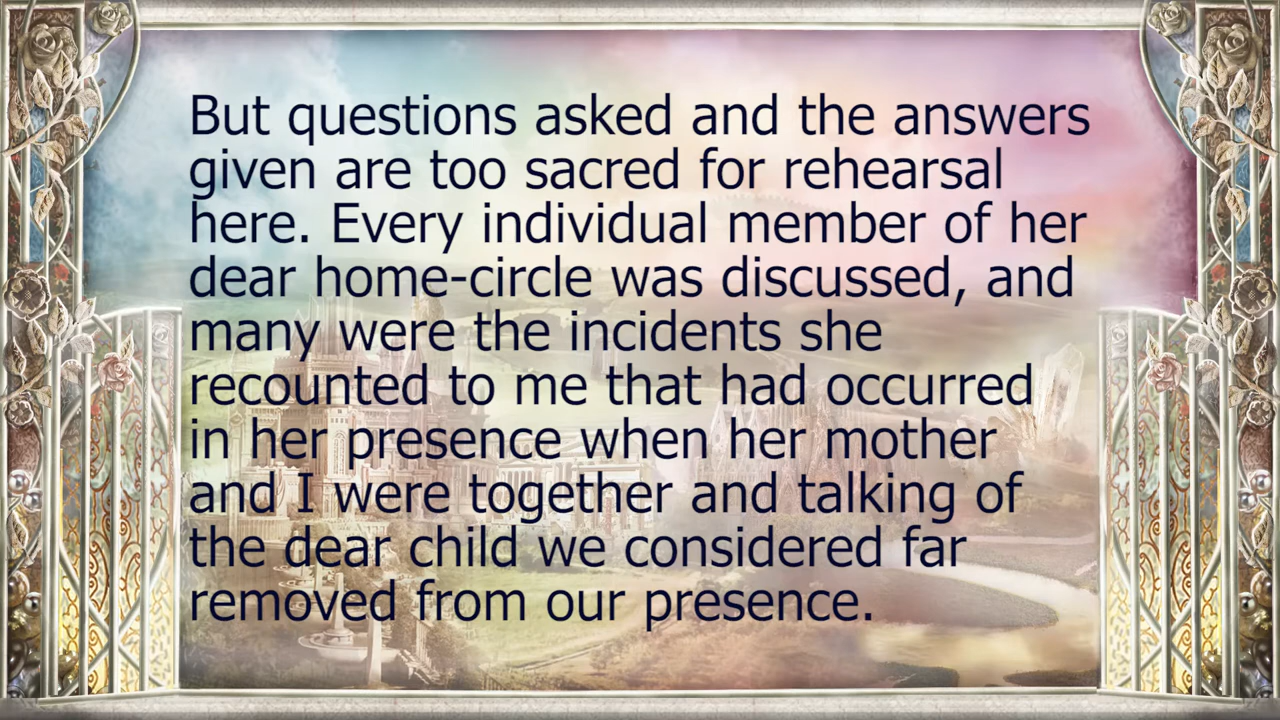 But questions asked and the answers
given are too sacred for rehearsal
here. Every individual member of her
dear home-circle was discussed, and
many were the incidents she
recounted to me that had occurred
in her presence when her mother
and I were together and talking of
the dear child we considered far
removed from our presence.